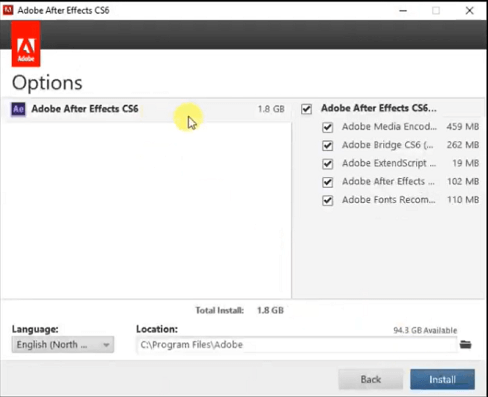 Adobe After Effects CS6
Adobe
Options
Ae Adobe After Effects CS6 1.8 GB
Adobe After Effects CS6...
Adobe Media Encod... 459 MB
Adobe Bridge CS6 (... 262 MB
Adobe ExtendScript ... 19 MB
Adobe After Effects ... 102 MB
Adobe Fonts Recom... 110 MB
Total Install: 1.8 GB
Language: Location: 94.3 GB Available
English (North ... C:\Program Files\Adobe
Back Install